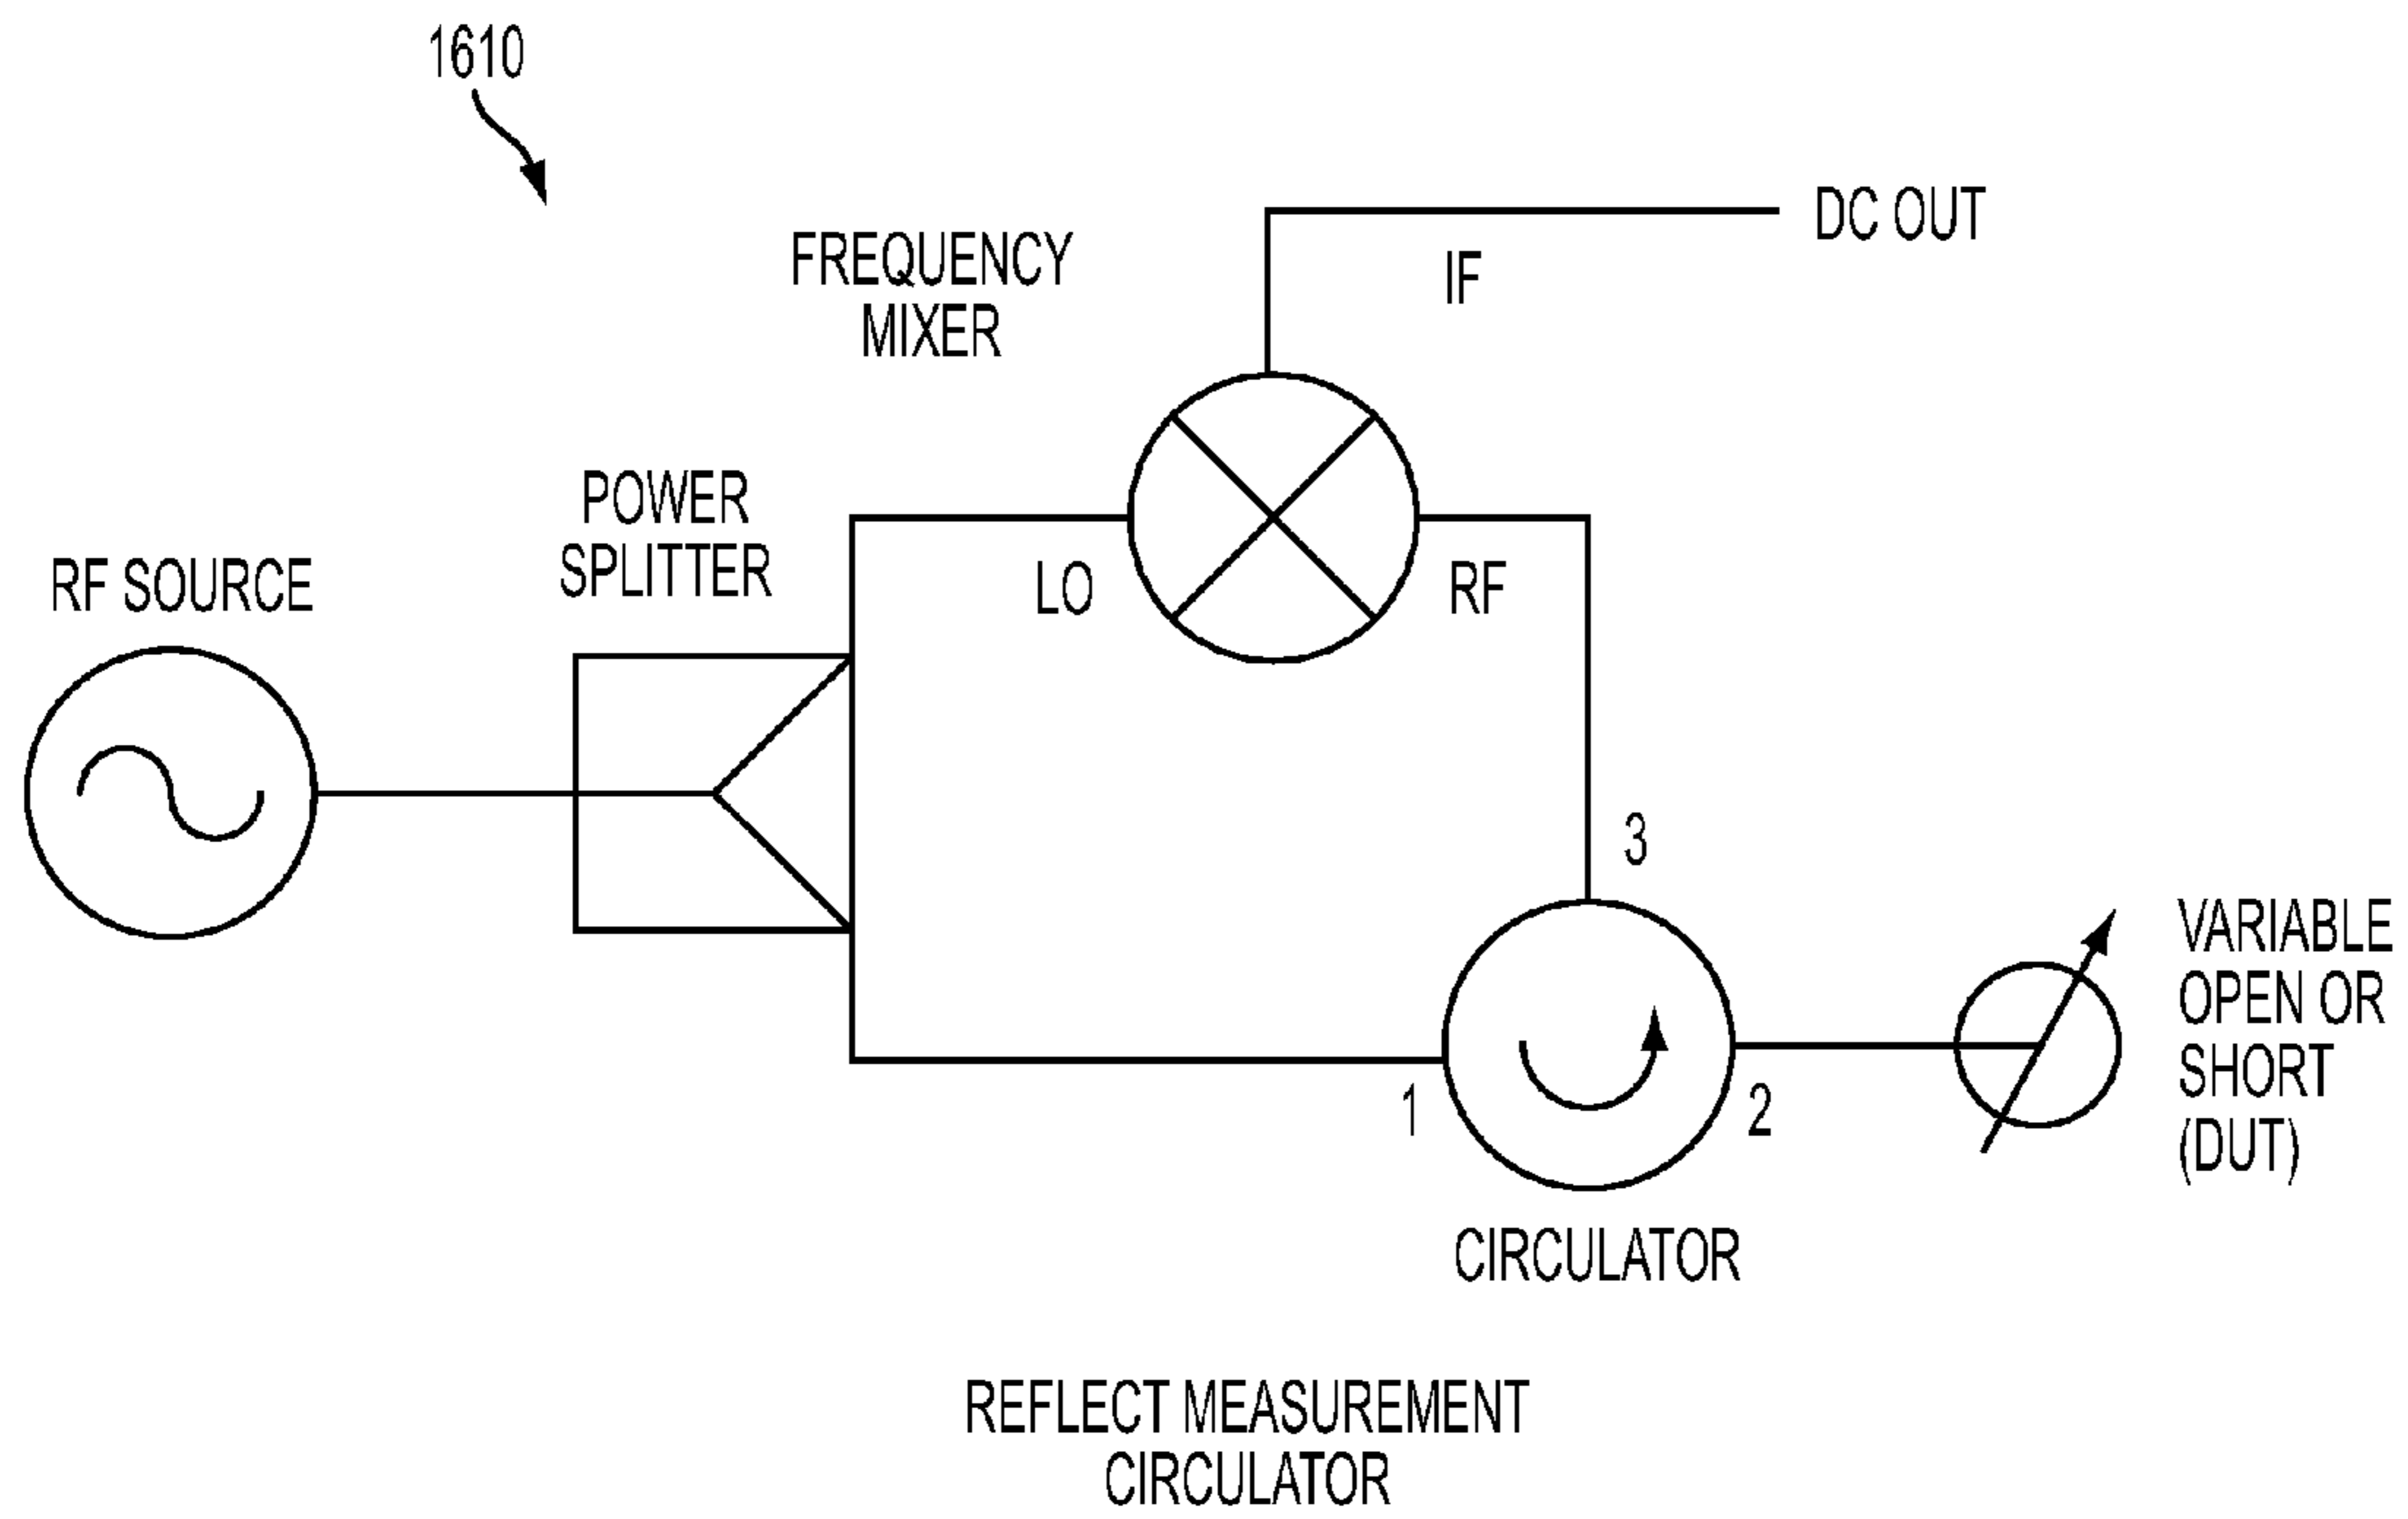 1610
DC OUT
FREQUENCY
MIXER
IF
POWER
SPLITTER
RF SOURCE
LO
RF
3
VARIABLE
OPEN OR
SHORT
(DUT)
1
2
CIRCULATOR
REFLECT MEASUREMENT
CIRCULATOR